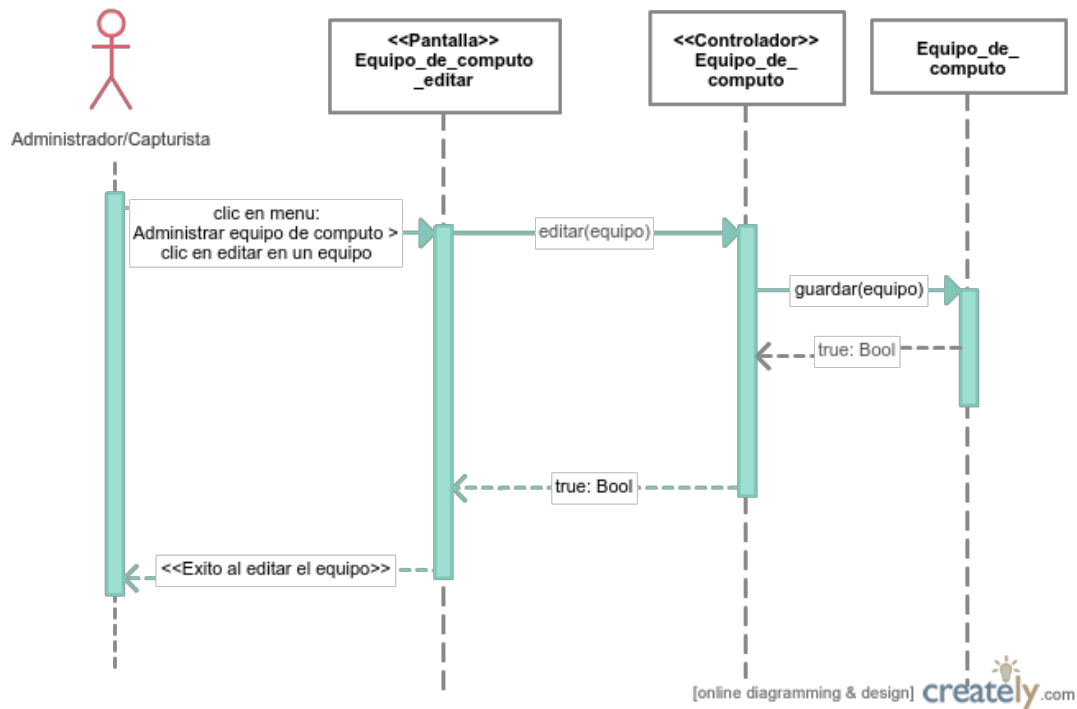 <<Pantalla>>
Equipo_de_computo
_editar
<<Controlador>>
Equipo_de_
computo
Equipo_de_
computo
Administrador/Capturista
clic en menu:
Administrar equipo de computo >
clic en editar en un equipo
editar(equipo)
guardar(equipo)
true: Bool
true: Bool
<<Exito al editar el equipo>>
[online diagramming & design] creately.com